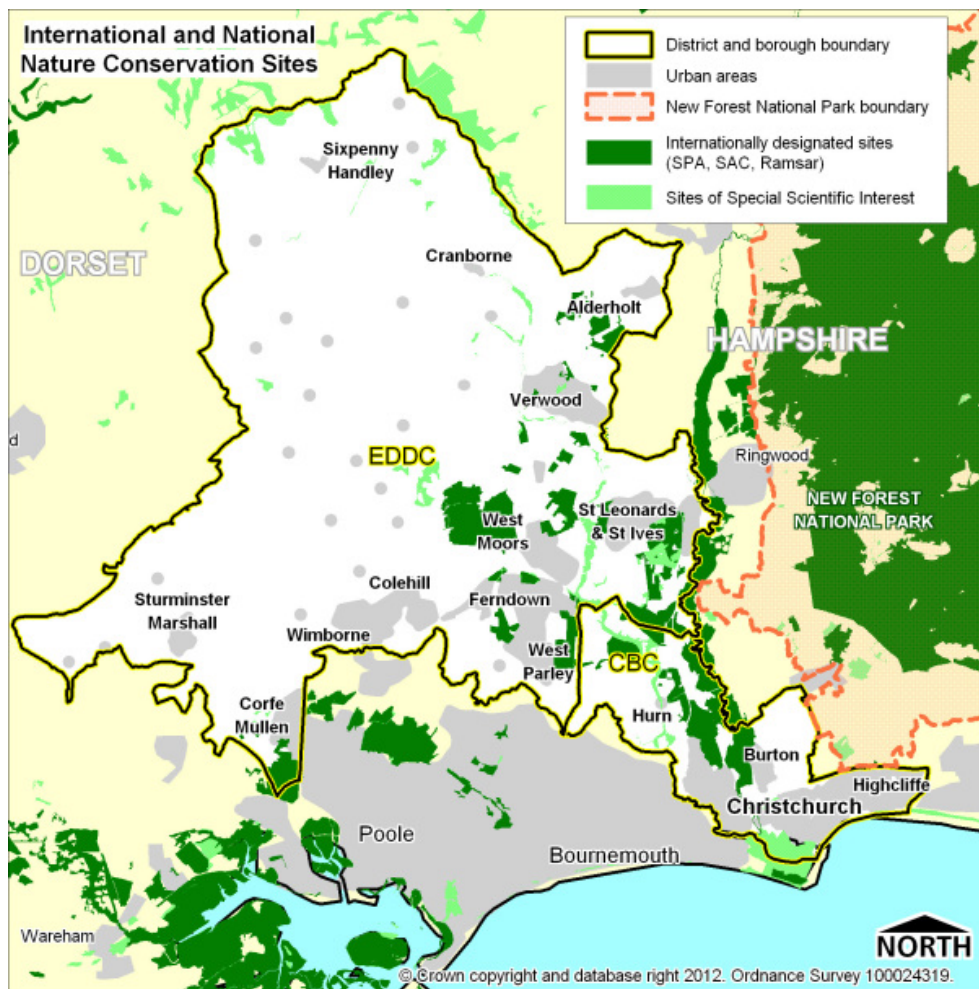 International and National
Nature Conservation Sites
District and borough boundary
Urban areas
New Forest National Park boundary
Internationally designated sites
(SPA, SAC, Ramsar)
Sites of Special Scientific Interest
Sixpenny
Handley
DORSET
Cranborne
Alderholt
HAMPSHIRE
Verwood
d
EDDC
Ringwood
NEW FOREST
NATIONAL PARK
West
Moors
St Leonards
& St Ives
Colehill
Sturminster
Marshall
Ferndown
Wimborne
West
Parley
CBC
Corfe
Mullen
Hurn
Burton
Highcliffe
Christchurch
Poole
Bournemouth
Wareham
NORTH
© Crown copyright and database right 2012. Ordnance Survey 100024319.